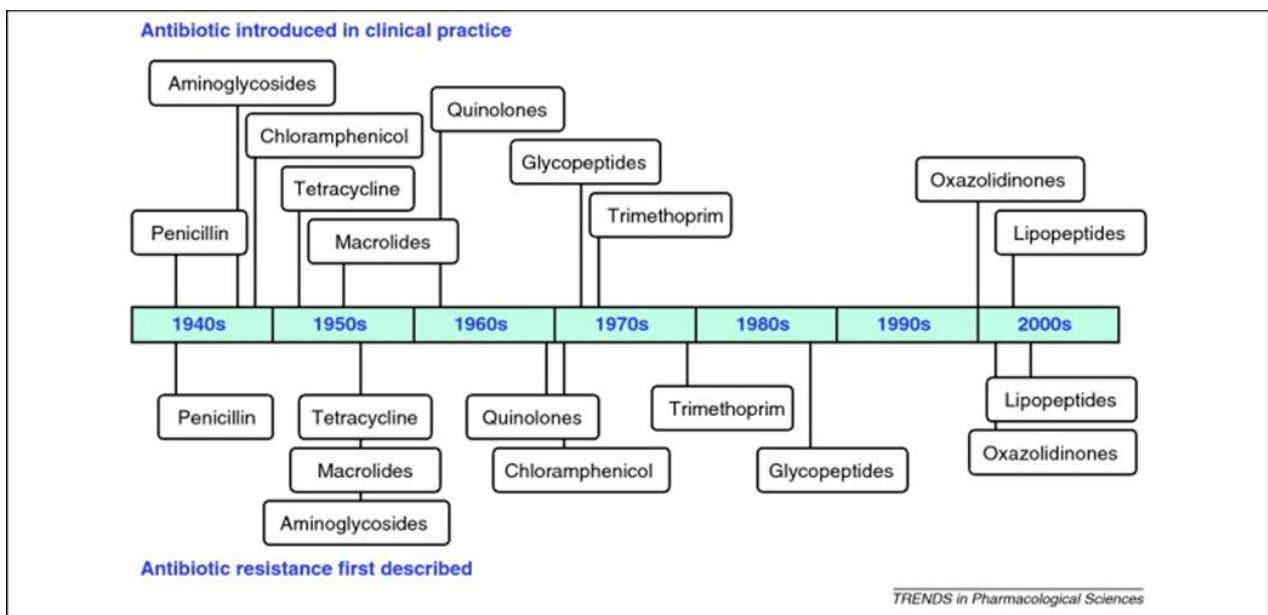 Antibiotic introduced in clinical practice
Aminoglycosides
Quinolones
Chloramphenicol
Glycopeptides
Oxazolidinones
Tetracycline
Trimethoprim
Penicillin
Macrolides
Lipopeptides
1940s 1950s 1960s 1970s 1980s 1990s 2000s
Lipopeptides
Trimethoprim
Penicillin
Tetracycline
Quinolones
Oxazolidinones
Macrolides
Chloramphenicol
Glycopeptides
Aminoglycosides
Antibiotic resistance first described
TRENDS in Pharmacological Sciences